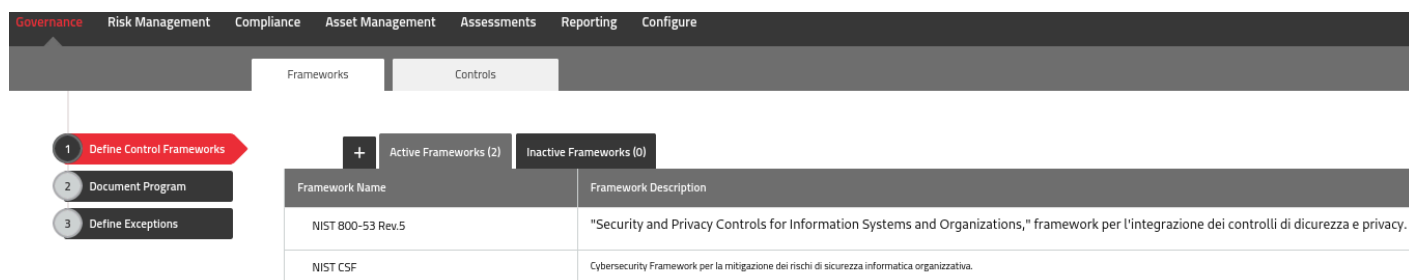 Governance Risk Management Compliance Asset Management Assessments Reporting Configure
Frameworks Controls
1 Define Control Frameworks
+ Active Frameworks (2) Inactive Frameworks (0)
2 Document Program
Framework Name Framework Description
3 Define Exceptions
NIST 800-53 Rev.5 "Security and Privacy Controls for Information Systems and Organizations," framework per l'integrazione dei controlli di dicurezza e privacy.
NIST CSF Cybersecurity Framework per la mitigazione dei rischi di sicurezza informatica organizzativa.